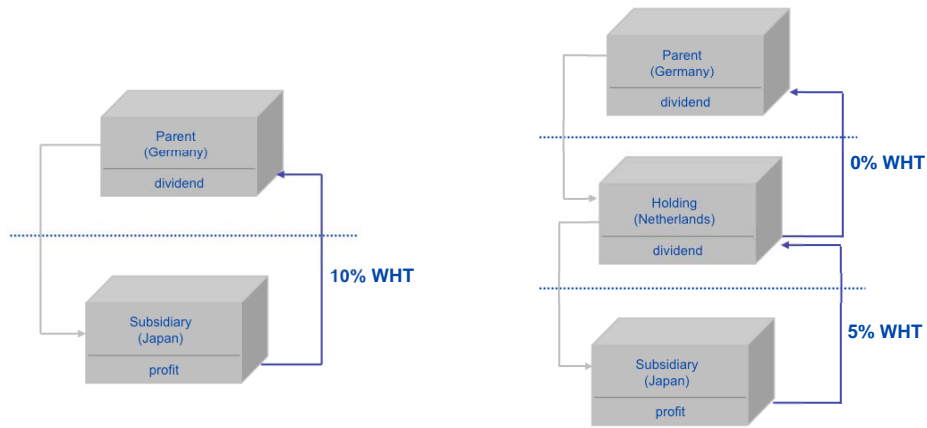 Parent
(Germany)
dividend
10% WHT
Subsidiary
(Japan)
profit
Parent
(Germany)
dividend
0% WHT
Holding
(Netherlands)
dividend
5% WHT
Subsidiary
(Japan)
profit